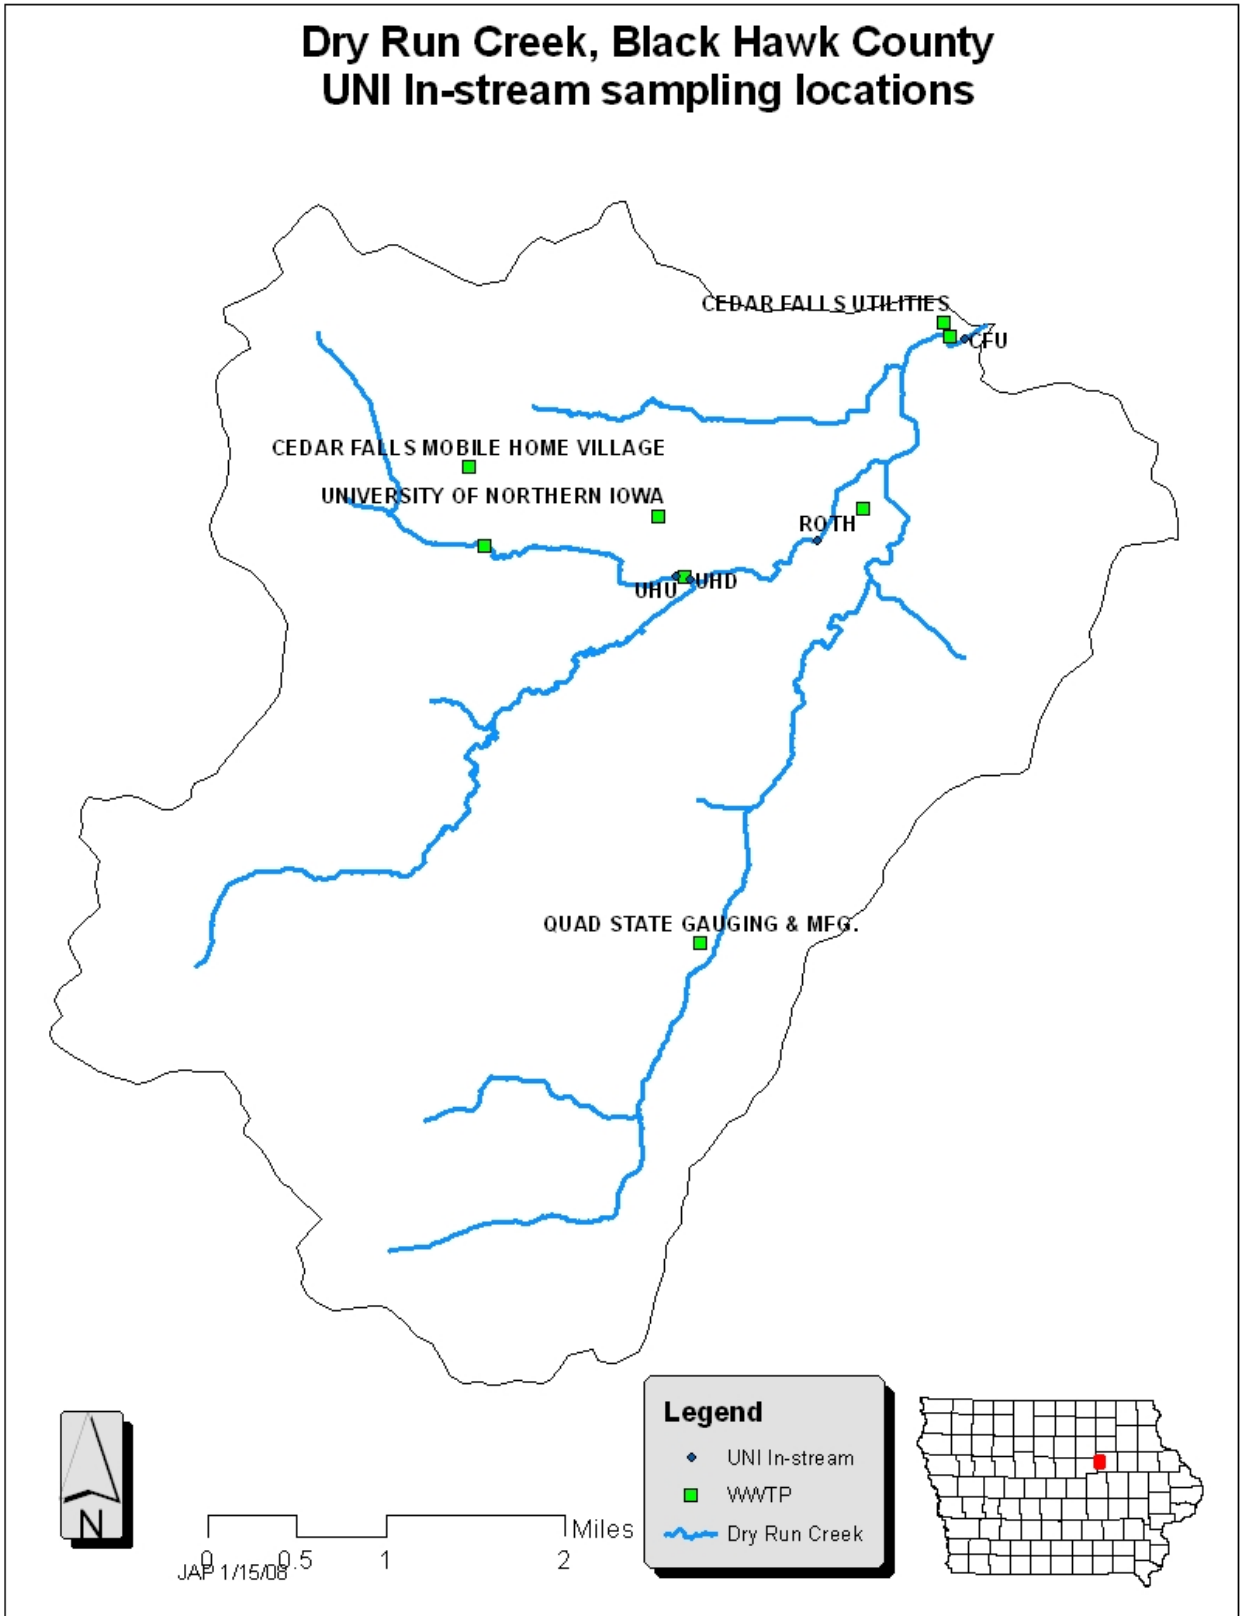 Dry Run Creek, Black Hawk County
UNI In-stream sampling locations
CEDAR FALLS UTILITIES
CFU
CEDAR FALLS MOBILE HOME VILLAGE
UNIVERSITY OF NORTHERN IOWA
ROTH
UHU
UHD
QUAD STATE GAUGING & MFG.
Legend
UNI In-stream
WWTP
Dry Run Creek
N
Miles
0 0.5 1 2
JAP 1/15/08